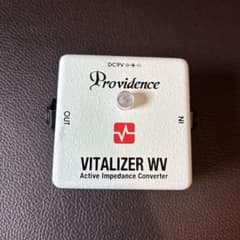 DC9V
Providence
OUT
IN
VITALIZER WV
Active Impedance Converter